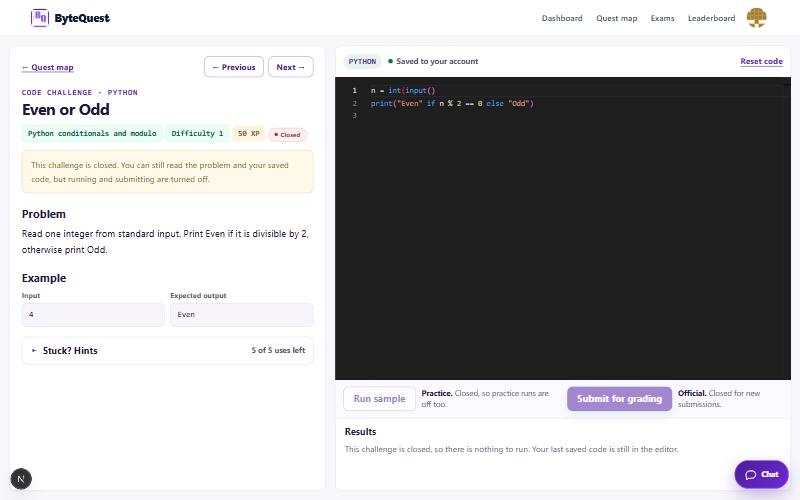 BQ ByteQuest
Dashboard Quest map Exams Leaderboard
← Quest map
← Previous
Next →
CODE CHALLENGE · PYTHON
Even or Odd
Python conditionals and modulo
Difficulty 1
50 XP
Closed
This challenge is closed. You can still read the problem and your saved
code, but running and submitting are turned off.
Problem
Read one integer from standard input. Print Even if it is divisible by 2,
otherwise print Odd.
Example
Input
Expected output
4
Even
Stuck? Hints
5 of 5 uses left
N
PYTHON
Saved to your account
Reset code
1 n = int(input()
2 print("Even" if n % 2 == 0 else "Odd")
3
Run sample
Practice. Closed, so practice runs are
off too.
Submit for grading
Official. Closed for new
submissions.
Results
This challenge is closed, so there is nothing to run. Your last saved code is still in the editor.
Chat